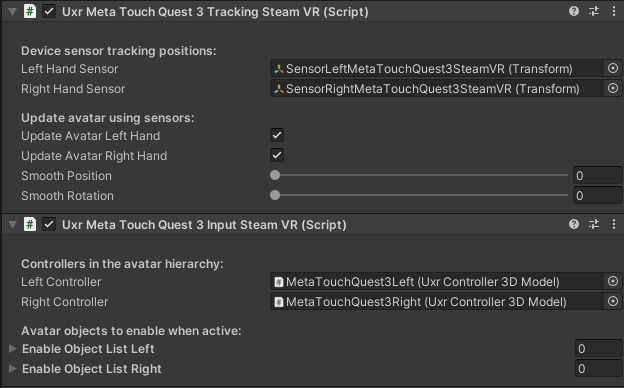 Uxr Meta Touch Quest 3 Tracking Steam VR (Script)
Device sensor tracking positions:
Left Hand Sensor SensorLeftMetaTouchQuest3SteamVR (Transform)
Right Hand Sensor SensorRightMetaTouchQuest3SteamVR (Transform)
Update avatar using sensors:
Update Avatar Left Hand
Update Avatar Right Hand
Smooth Position 0
Smooth Rotation 0
Uxr Meta Touch Quest 3 Input Steam VR (Script)
Controllers in the avatar hierarchy:
Left Controller MetaTouchQuest3Left (Uxr Controller 3D Model)
Right Controller MetaTouchQuest3Right (Uxr Controller 3D Model)
Avatar objects to enable when active:
Enable Object List Left 0
Enable Object List Right 0